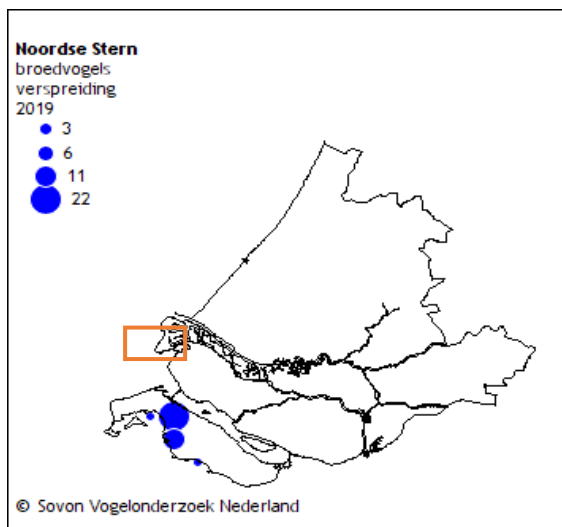 Noordse Stern
broedvogels
verspreiding
2019
3
6
11
22
© Sovon Vogelonderzoek Nederland